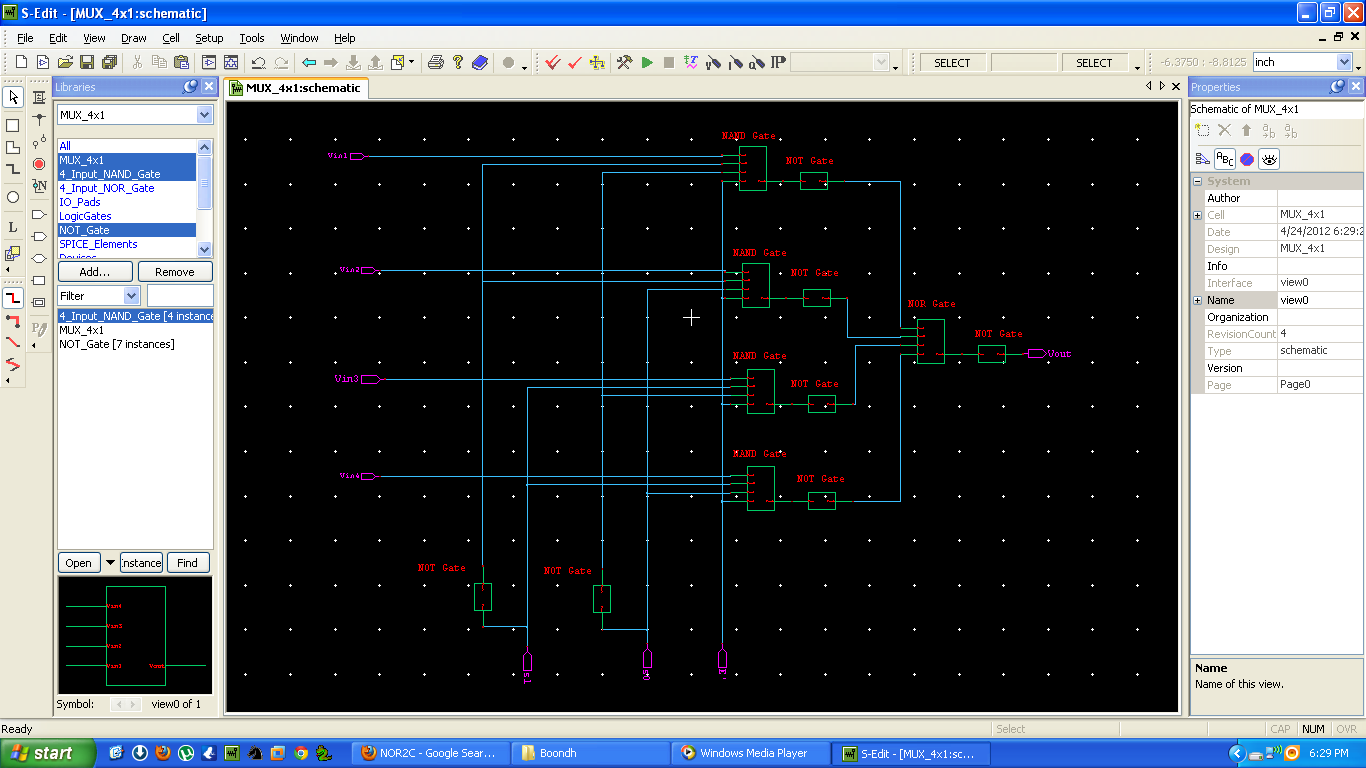 S-Edit - [MUX_4x1:schematic]
File Edit View Draw Cell Setup Tools Window Help
SELECT SELECT -6.3750 : -8.8125 inch
Libraries
MUX_4x1
All
MUX_4x1
4_Input_NAND_Gate
4_Input_NOR_Gate
IO_Pads
LogicGates
NOT_Gate
SPICE_Elements
Devices
Add... Remove
Filter
4_Input_NAND_Gate [4 instance
MUX_4x1
NOT_Gate [7 instances]
Open Instance Find
Vin4
Vin3
Vin2
Vin1 Vout
Symbol: view0 of 1
MUX_4x1:schematic
NAND Gate
Vin1
NOT Gate
NAND Gate
Vin2
NOT Gate
NOR Gate
NOT Gate
Vout
NAND Gate
Vin3
NOT Gate
NAND Gate
Vin4
NOT Gate
NOT Gate NOT Gate
s1 s0 E'
Properties
Schematic of MUX_4x1
System
Author
Cell MUX_4x1
Date 4/24/2012 6:29:2
Design MUX_4x1
Info
Interface view0
Name view0
Organization
RevisionCount 4
Type schematic
Version
Page Page0
Name
Name of this view.
Ready Select CAP NUM OVR
start NOR2C - Google Sear... Boondh Windows Media Player S-Edit - [MUX_4x1:sc... 6:29 PM